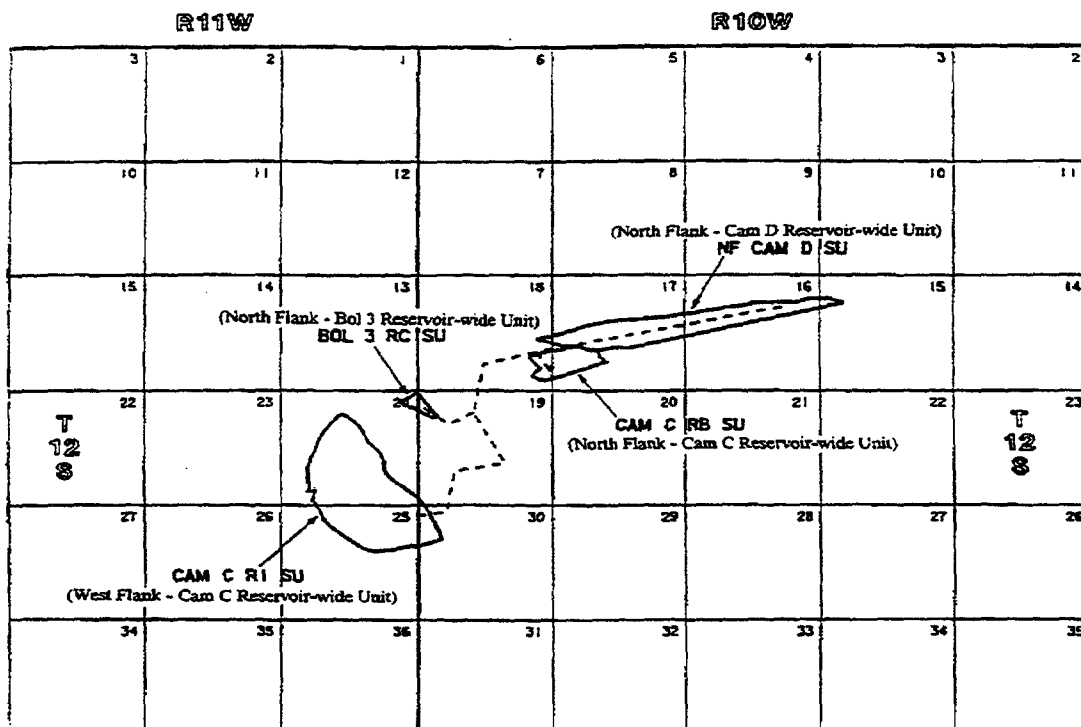 R11W R10W
3 2 1 6 5 4 3 2
10 11 12 7 8 9 10 11
(North Flank - Cam D Reservoir-wide Unit)
NF CAM D SU
15 14 13 18 17 16 15 14
(North Flank - Bol 3 Reservoir-wide Unit)
BOL 3 RC SU
22 23 24 19 20 21 22 23
CAM C RB SU
(North Flank - Cam C Reservoir-wide Unit)
T
12
S
T
12
S
27 26 25 30 29 28 27 26
CAM C R1 SU
(West Flank - Cam C Reservoir-wide Unit)
34 35 36 31 32 33 34 35